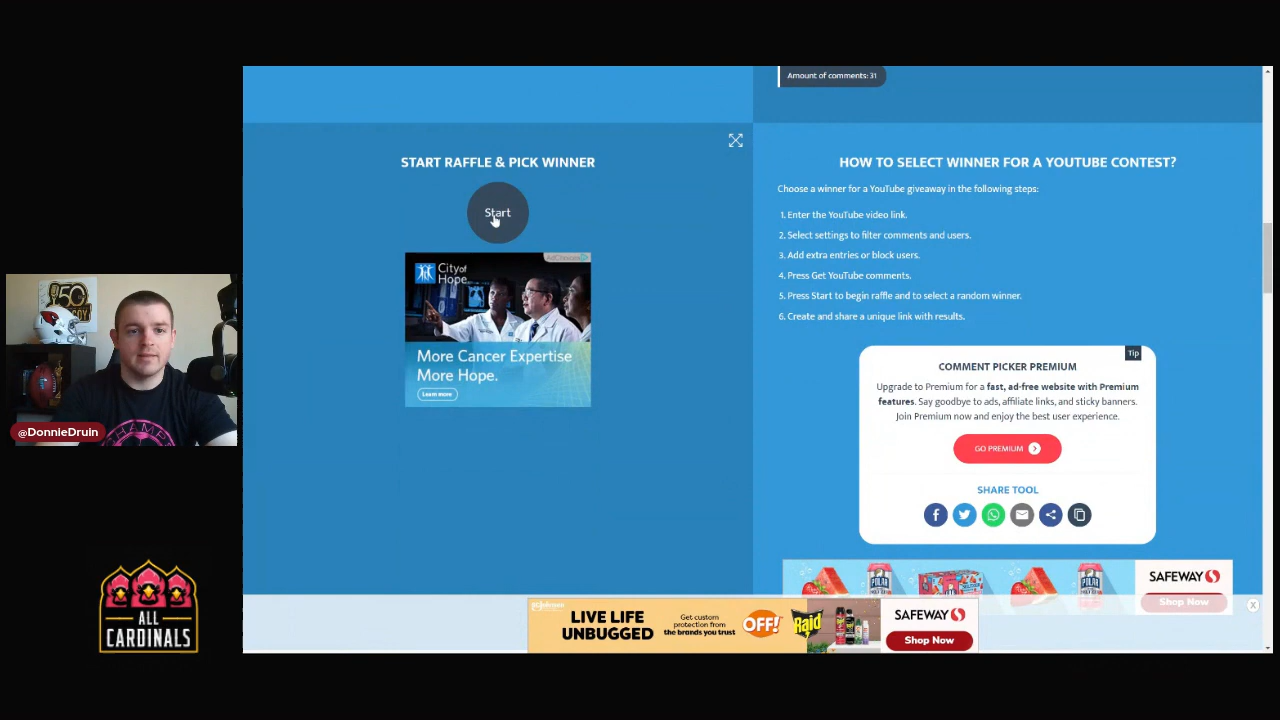 Amount of comments: 31
START RAFFLE & PICK WINNER
Start
AdChoices
City of
Hope
More Cancer Expertise
More Hope.
Learn more
HOW TO SELECT WINNER FOR A YOUTUBE CONTEST?
Choose a winner for a YouTube giveaway in the following steps:
1. Enter the YouTube video link.
2. Select settings to filter comments and users.
3. Add extra entries or block users.
4. Press Get YouTube comments.
5. Press Start to begin raffle and to select a random winner.
6. Create and share a unique link with results.
Tip
COMMENT PICKER PREMIUM
Upgrade to Premium for a fast, ad-free website with Premium
features. Say goodbye to ads, affiliate links, and sticky banners.
Join Premium now and enjoy the best user experience.
GO PREMIUM
SHARE TOOL
POLAR
POLAR
SAFEWAY
Shop Now
LIVE LIFE
UNBUGGED
Get custom
protection from
the brands you trust
OFF!
Raid
SAFEWAY
Shop Now
X
50
@DonnieDruin
CHAMPS
ALL
CARDINALS